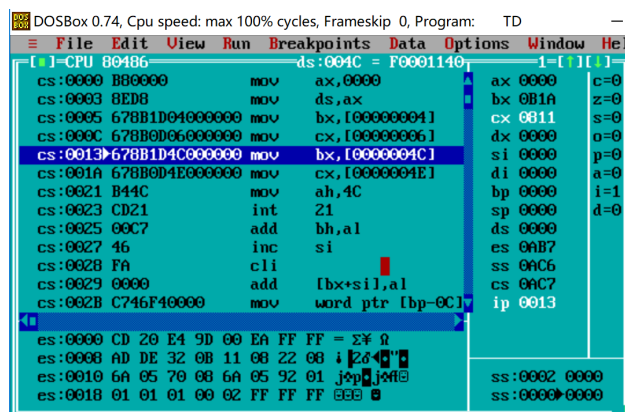 DOSBox 0.74, Cpu speed: max 100% cycles, Frameskip 0, Program: TD
≡ File Edit View Run Breakpoints Data Options Window He
[■]=CPU 80486 ds:004C = F0001140 1=[↑][↓]
cs:0000 B80000 mov ax,0000 ax 0000 c=0
cs:0003 8ED8 mov ds,ax bx 0B1A z=0
cs:0005 678B1D04000000 mov bx,[00000004] cx 0811 s=0
cs:000C 678B0D06000000 mov cx,[00000006] dx 0000 o=0
cs:0013►678B1D4C000000 mov bx,[0000004C] si 0000 p=0
cs:001A 678B0D4E000000 mov cx,[0000004E] di 0000 a=0
cs:0021 B44C mov ah,4C bp 0000 i=1
cs:0023 CD21 int 21 sp 0000 d=0
cs:0025 00C7 add bh,al ds 0000
cs:0027 46 inc si es 0AB7
cs:0028 FA cli ss 0AC6
cs:0029 0000 add [bx+si],al cs 0AC7
cs:002B C746F40000 mov word ptr [bp-0C] ip 0013
es:0000 CD 20 E4 9D 00 EA FF FF = Σ¥ Ω
es:0008 AD DE 32 0B 11 08 22 08
es:0010 6A 05 70 08 6A 05 92 01 ss:0002 0000
es:0018 01 01 01 00 02 FF FF FF ss:0000►0000